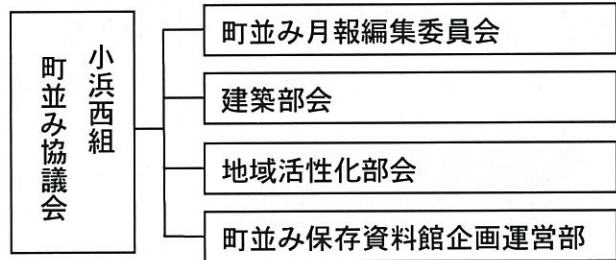 小浜西組
町並み協議会
町並み月報編集委員会
建築部会
地域活性化部会
町並み保存資料館企画運営部